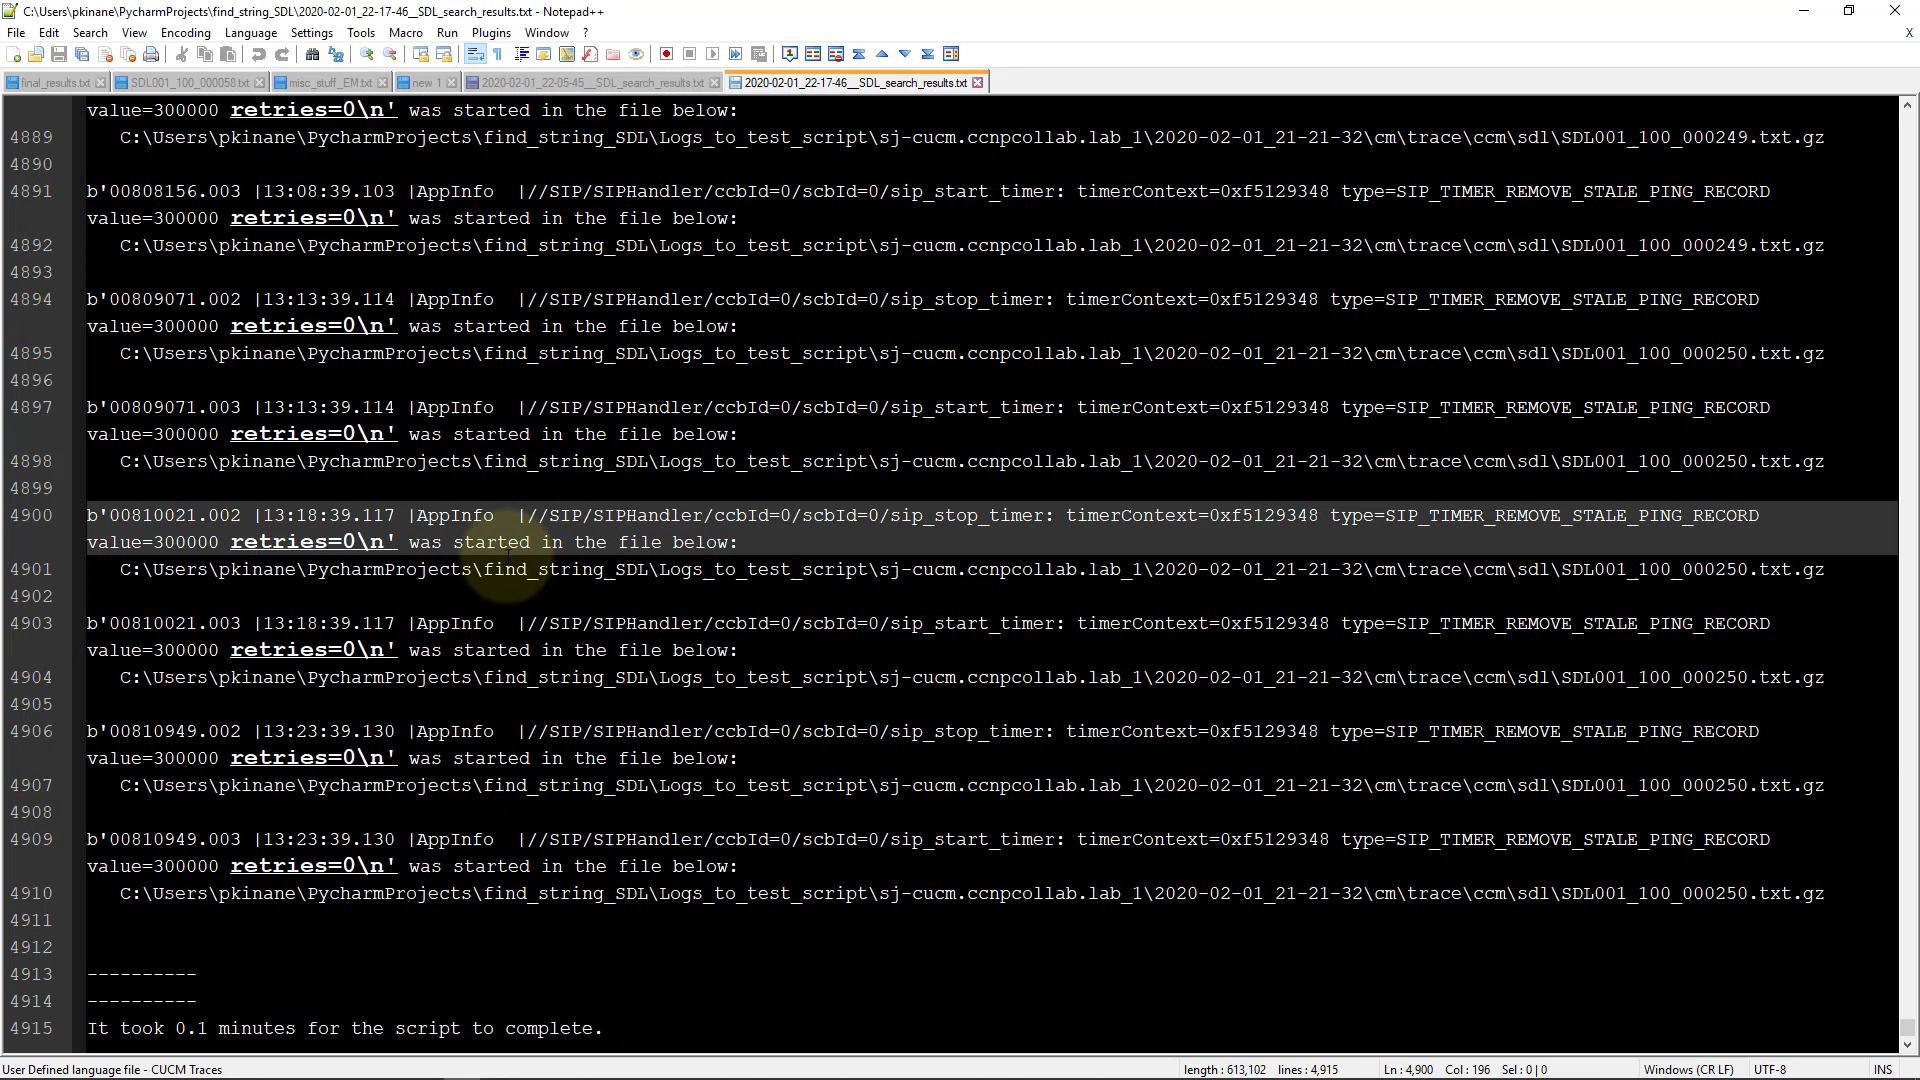 C:\Users\pkinane\PycharmProjects\find_string_SDL\2020-02-01_22-17-46__SDL_search_results.txt - Notepad++
File Edit Search View Encoding Language Settings Tools Macro Run Plugins Window ? X
final_results.txt SDL001_100_000058.txt misc_stuff_EM.txt new 1 2020-02-01_22-05-45__SDL_search_results.txt 2020-02-01_22-17-46__SDL_search_results.txt
value=300000 retries=0\n' was started in the file below:
4889 C:\Users\pkinane\PycharmProjects\find_string_SDL\Logs_to_test_script\sj-cucm.ccnpcollab.lab_1\2020-02-01_21-21-32\cm\trace\ccm\sdl\SDL001_100_000249.txt.gz
4890
4891 b'00808156.003 |13:08:39.103 |AppInfo |//SIP/SIPHandler/ccbId=0/scbId=0/sip_start_timer: timerContext=0xf5129348 type=SIP_TIMER_REMOVE_STALE_PING_RECORD
value=300000 retries=0\n' was started in the file below:
4892 C:\Users\pkinane\PycharmProjects\find_string_SDL\Logs_to_test_script\sj-cucm.ccnpcollab.lab_1\2020-02-01_21-21-32\cm\trace\ccm\sdl\SDL001_100_000249.txt.gz
4893
4894 b'00809071.002 |13:13:39.114 |AppInfo |//SIP/SIPHandler/ccbId=0/scbId=0/sip_stop_timer: timerContext=0xf5129348 type=SIP_TIMER_REMOVE_STALE_PING_RECORD
value=300000 retries=0\n' was started in the file below:
4895 C:\Users\pkinane\PycharmProjects\find_string_SDL\Logs_to_test_script\sj-cucm.ccnpcollab.lab_1\2020-02-01_21-21-32\cm\trace\ccm\sdl\SDL001_100_000250.txt.gz
4896
4897 b'00809071.003 |13:13:39.114 |AppInfo |//SIP/SIPHandler/ccbId=0/scbId=0/sip_start_timer: timerContext=0xf5129348 type=SIP_TIMER_REMOVE_STALE_PING_RECORD
value=300000 retries=0\n' was started in the file below:
4898 C:\Users\pkinane\PycharmProjects\find_string_SDL\Logs_to_test_script\sj-cucm.ccnpcollab.lab_1\2020-02-01_21-21-32\cm\trace\ccm\sdl\SDL001_100_000250.txt.gz
4899
4900 b'00810021.002 |13:18:39.117 |AppInfo |//SIP/SIPHandler/ccbId=0/scbId=0/sip_stop_timer: timerContext=0xf5129348 type=SIP_TIMER_REMOVE_STALE_PING_RECORD
value=300000 retries=0\n' was started in the file below:
4901 C:\Users\pkinane\PycharmProjects\find_string_SDL\Logs_to_test_script\sj-cucm.ccnpcollab.lab_1\2020-02-01_21-21-32\cm\trace\ccm\sdl\SDL001_100_000250.txt.gz
4902
4903 b'00810021.003 |13:18:39.117 |AppInfo |//SIP/SIPHandler/ccbId=0/scbId=0/sip_start_timer: timerContext=0xf5129348 type=SIP_TIMER_REMOVE_STALE_PING_RECORD
value=300000 retries=0\n' was started in the file below:
4904 C:\Users\pkinane\PycharmProjects\find_string_SDL\Logs_to_test_script\sj-cucm.ccnpcollab.lab_1\2020-02-01_21-21-32\cm\trace\ccm\sdl\SDL001_100_000250.txt.gz
4905
4906 b'00810949.002 |13:23:39.130 |AppInfo |//SIP/SIPHandler/ccbId=0/scbId=0/sip_stop_timer: timerContext=0xf5129348 type=SIP_TIMER_REMOVE_STALE_PING_RECORD
value=300000 retries=0\n' was started in the file below:
4907 C:\Users\pkinane\PycharmProjects\find_string_SDL\Logs_to_test_script\sj-cucm.ccnpcollab.lab_1\2020-02-01_21-21-32\cm\trace\ccm\sdl\SDL001_100_000250.txt.gz
4908
4909 b'00810949.003 |13:23:39.130 |AppInfo |//SIP/SIPHandler/ccbId=0/scbId=0/sip_start_timer: timerContext=0xf5129348 type=SIP_TIMER_REMOVE_STALE_PING_RECORD
value=300000 retries=0\n' was started in the file below:
4910 C:\Users\pkinane\PycharmProjects\find_string_SDL\Logs_to_test_script\sj-cucm.ccnpcollab.lab_1\2020-02-01_21-21-32\cm\trace\ccm\sdl\SDL001_100_000250.txt.gz
4911
4912
4913 ----------
4914 ----------
4915 It took 0.1 minutes for the script to complete.
User Defined language file - CUCM Traces length : 613,102 lines : 4,915 Ln : 4,900 Col : 196 Sel : 0 | 0 Windows (CR LF) UTF-8 INS